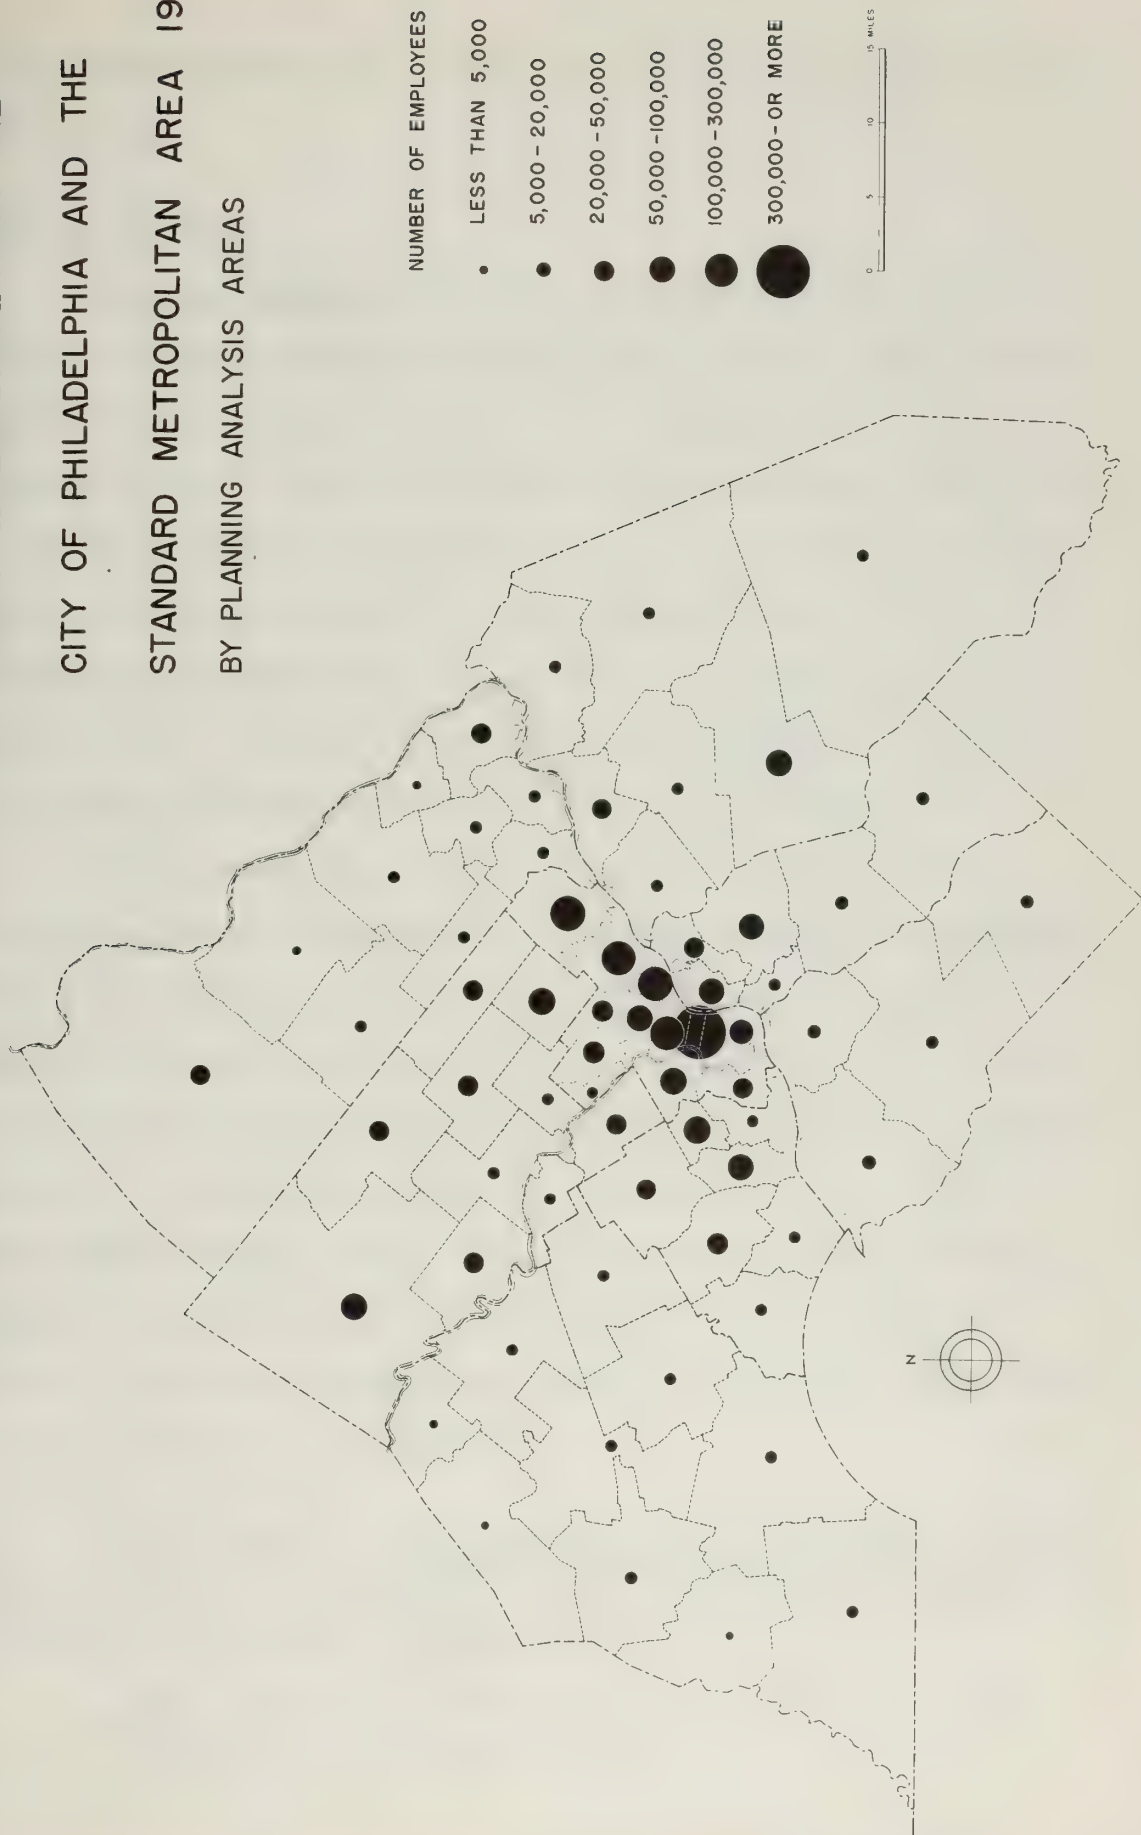 CITY OF PHILADELPHIA AND THE
STANDARD METROPOLITAN AREA 19
BY PLANNING ANALYSIS AREAS
NUMBER OF EMPLOYEES
LESS THAN 5,000
5,000 - 20,000
20,000 - 50,000
50,000 - 100,000
100,000 - 300,000
300,000 - OR MORE
0 5 10 15 MILES
N